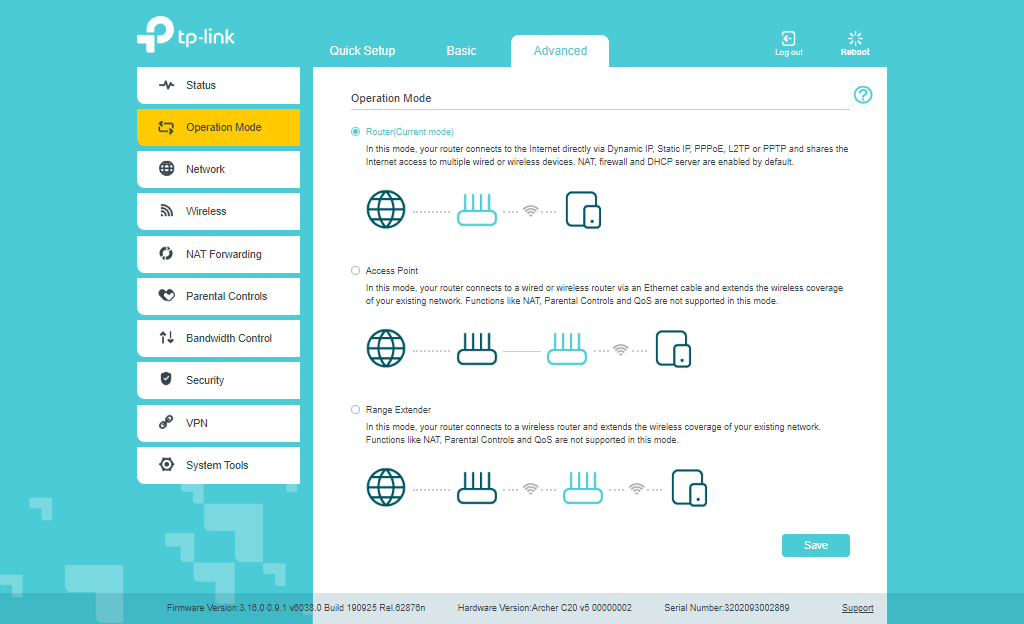 tp-link
Quick Setup
Basic
Advanced
Log out
Reboot
Status
Operation Mode
Network
Wireless
NAT Forwarding
Parental Controls
Bandwidth Control
Security
VPN
System Tools
Operation Mode
?
Router(Current mode)
In this mode, your router connects to the Internet directly via Dynamic IP, Static IP, PPPoE, L2TP or PPTP and shares the
Internet access to multiple wired or wireless devices. NAT, firewall and DHCP server are enabled by default.
Access Point
In this mode, your router connects to a wired or wireless router via an Ethernet cable and extends the wireless coverage
of your existing network. Functions like NAT, Parental Controls and QoS are not supported in this mode.
Range Extender
In this mode, your router connects to a wireless router and extends the wireless coverage of your existing network.
Functions like NAT, Parental Controls and QoS are not supported in this mode.
Save
Firmware Version:3.16.0 0.9.1 v6038.0 Build 190925 Rel.62876n
Hardware Version:Archer C20 v5 00000002
Serial Number:3202093002869
Support